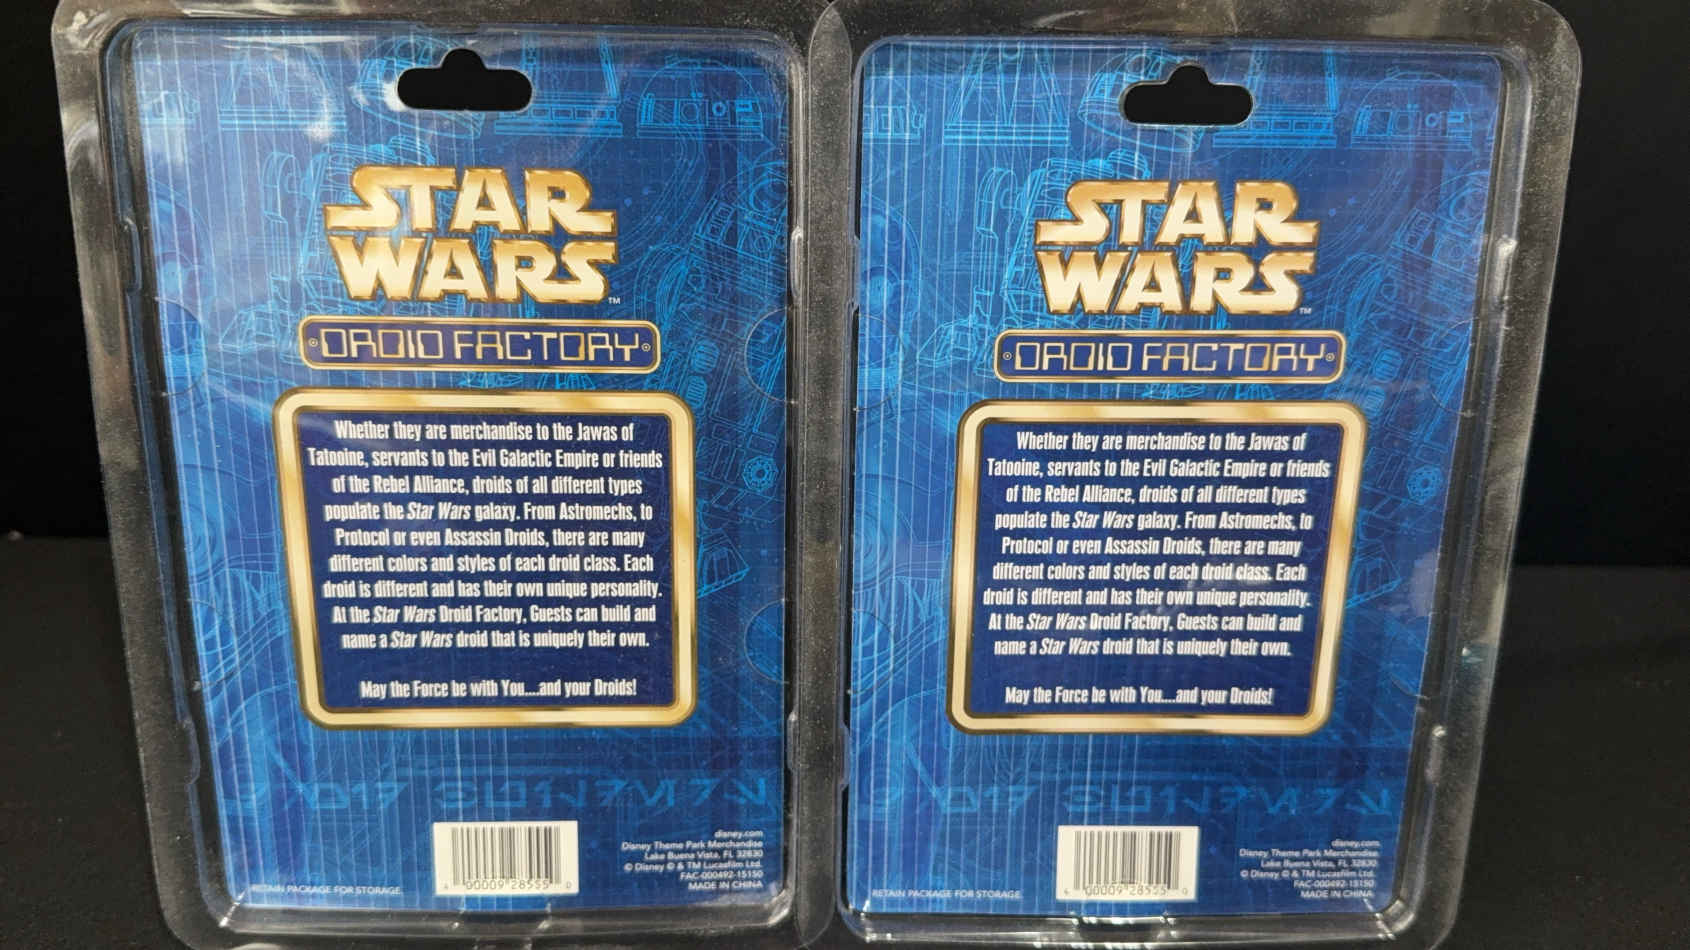 STAR
WARS
TM
DROID FACTORY
Whether they are merchandise to the Jawas of
Tatooine, servants to the Evil Galactic Empire or friends
of the Rebel Alliance, droids of all different types
populate the Star Wars galaxy. From Astromechs, to
Protocol or even Assassin Droids, there are many
different colors and styles of each droid class. Each
droid is different and has their own unique personality.
At the Star Wars Droid Factory, Guests can build and
name a Star Wars droid that is uniquely their own.
May the Force be with You....and your Droids!
RETAIN PACKAGE FOR STORAGE.
4 00009 28555 0
disney.com
Disney Theme Park Merchandise
Lake Buena Vista, FL 32830
© Disney © & TM Lucasfilm Ltd.
FAC-000492-15150
MADE IN CHINA
STAR
WARS
TM
DROID FACTORY
Whether they are merchandise to the Jawas of
Tatooine, servants to the Evil Galactic Empire or friends
of the Rebel Alliance, droids of all different types
populate the Star Wars galaxy. From Astromechs, to
Protocol or even Assassin Droids, there are many
different colors and styles of each droid class. Each
droid is different and has their own unique personality.
At the Star Wars Droid Factory, Guests can build and
name a Star Wars droid that is uniquely their own.
May the Force be with You....and your Droids!
RETAIN PACKAGE FOR STORAGE.
4 00009 28555 0
disney.com
Disney Theme Park Merchandise
Lake Buena Vista, FL 32830
© Disney © & TM Lucasfilm Ltd.
FAC-000492-15150
MADE IN CHINA